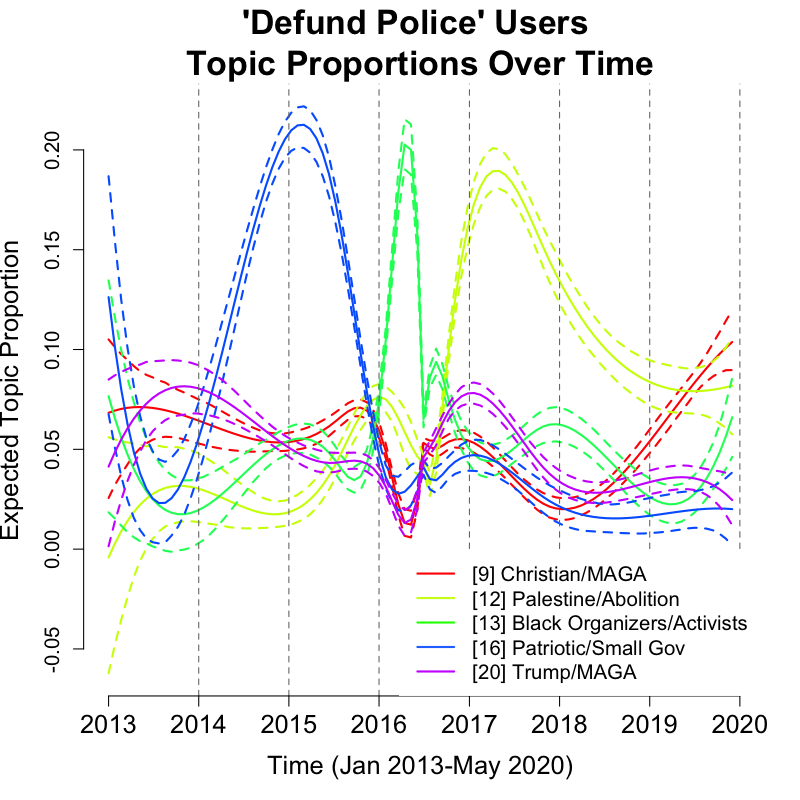 'Defund Police' Users
Topic Proportions Over Time
Expected Topic Proportion
0.20
0.15
0.10
0.05
0.00
-0.05
[9] Christian/MAGA
[12] Palestine/Abolition
[13] Black Organizers/Activists
[16] Patriotic/Small Gov
[20] Trump/MAGA
2013 2014 2015 2016 2017 2018 2019 2020
Time (Jan 2013-May 2020)